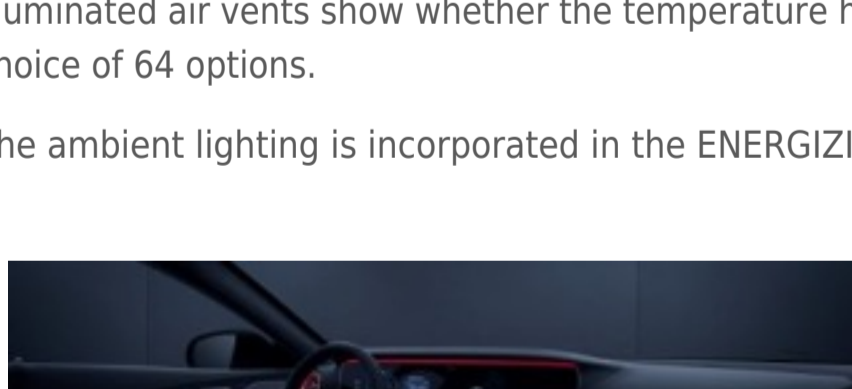 uminated air vents show whether the temperature h
hoice of 64 options.
he ambient lighting is incorporated in the ENERGIZI